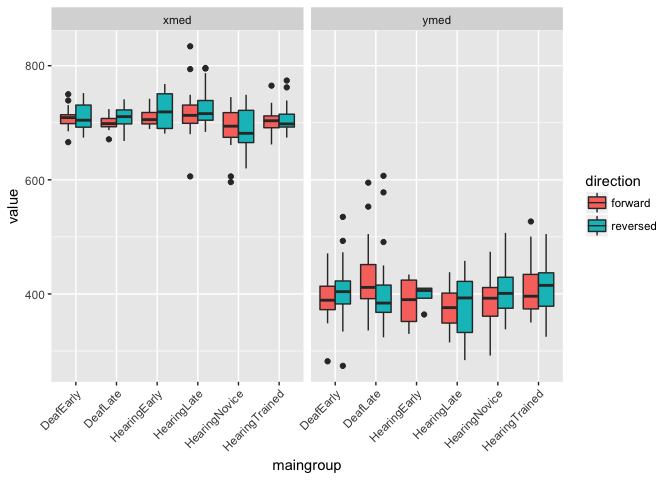 xmed
ymed
800
600
400
value
DeafEarly
DeafLate
HearingEarly
HearingLate
HearingNovice
HearingTrained
DeafEarly
DeafLate
HearingEarly
HearingLate
HearingNovice
HearingTrained
maingroup
direction
forward
reversed